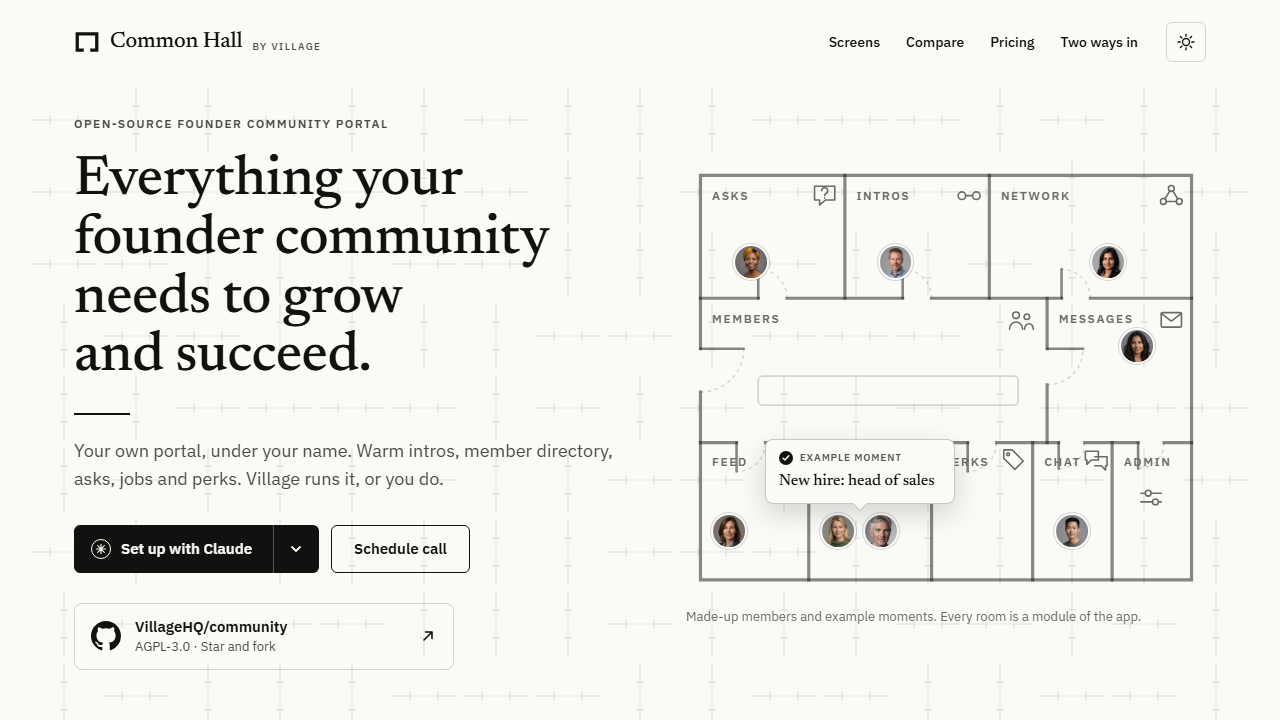 Common Hall BY VILLAGE
Screens
Compare
Pricing
Two ways in
OPEN-SOURCE FOUNDER COMMUNITY PORTAL
Everything your
founder community
needs to grow
and succeed.
Your own portal, under your name. Warm intros, member directory,
asks, jobs and perks. Village runs it, or you do.
Set up with Claude
Schedule call
VillageHQ/community
AGPL-3.0 · Star and fork
ASKS
INTROS
NETWORK
MEMBERS
MESSAGES
FEED
EXAMPLE MOMENT
New hire: head of sales
ERKS
CHAT
ADMIN
Made-up members and example moments. Every room is a module of the app.